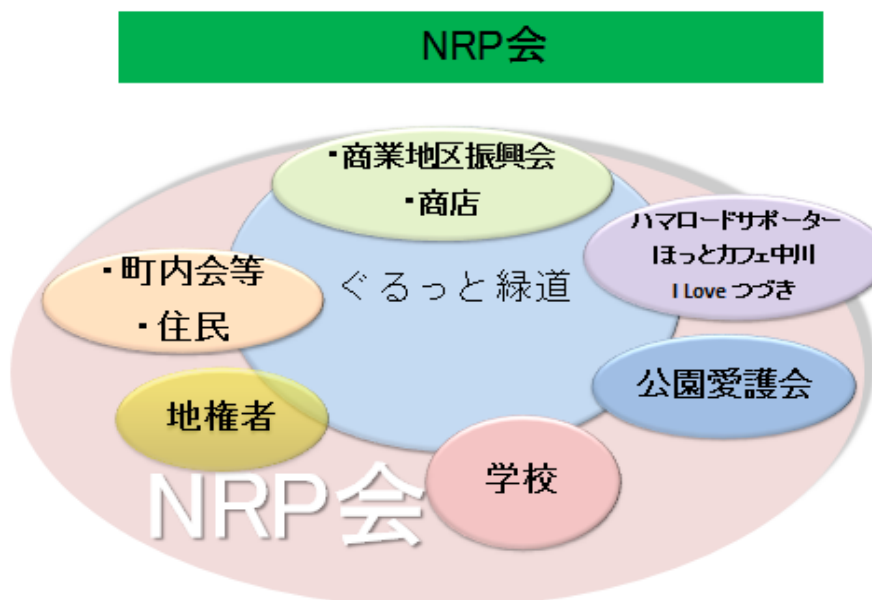 NRP会
・商業地区振興会
・商店
ハマロードサポーター
ほっとカフェ中川
I Love つづき
・町内会等
・住民
ぐるっと緑道
公園愛護会
地権者
学校
NRP会